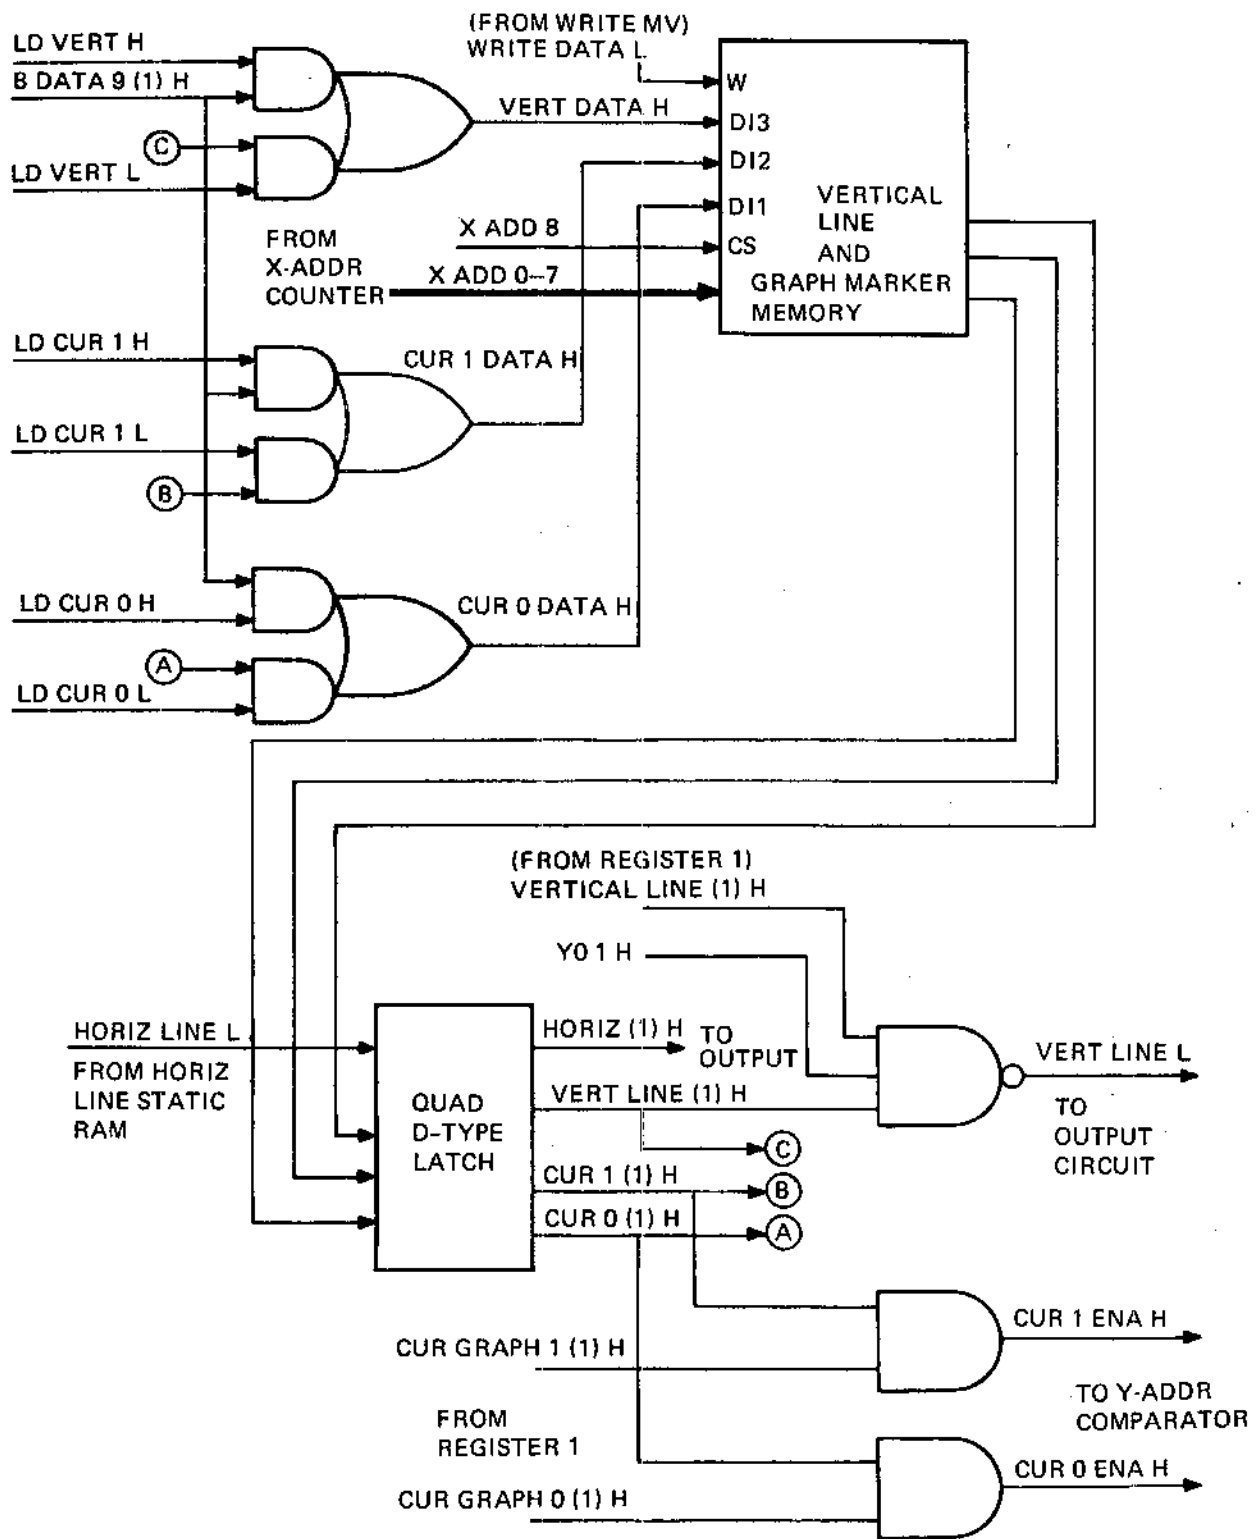 (FROM WRITE MV)
WRITE DATA L
LD VERT H
B DATA 9 (1) H
W
VERT DATA H
DI3
C
DI2
LD VERT L
DI1
VERTICAL
LINE
AND
GRAPH MARKER
MEMORY
X ADD 8
CS
FROM
X-ADDR
COUNTER
X ADD 0-7
LD CUR 1 H
CUR 1 DATA H
LD CUR 1 L
B
LD CUR 0 H
CUR 0 DATA H
A
LD CUR 0 L
(FROM REGISTER 1)
VERTICAL LINE (1) H
Y0 1 H
HORIZ LINE L
FROM HORIZ
LINE STATIC
RAM
HORIZ (1) H
TO
OUTPUT
VERT LINE L
TO
OUTPUT
CIRCUIT
QUAD
D-TYPE
LATCH
VERT LINE (1) H
C
CUR 1 (1) H
B
CUR 0 (1) H
A
CUR 1 ENA H
CUR GRAPH 1 (1) H
TO Y-ADDR
COMPARATOR
FROM
REGISTER 1
CUR 0 ENA H
CUR GRAPH 0 (1) H